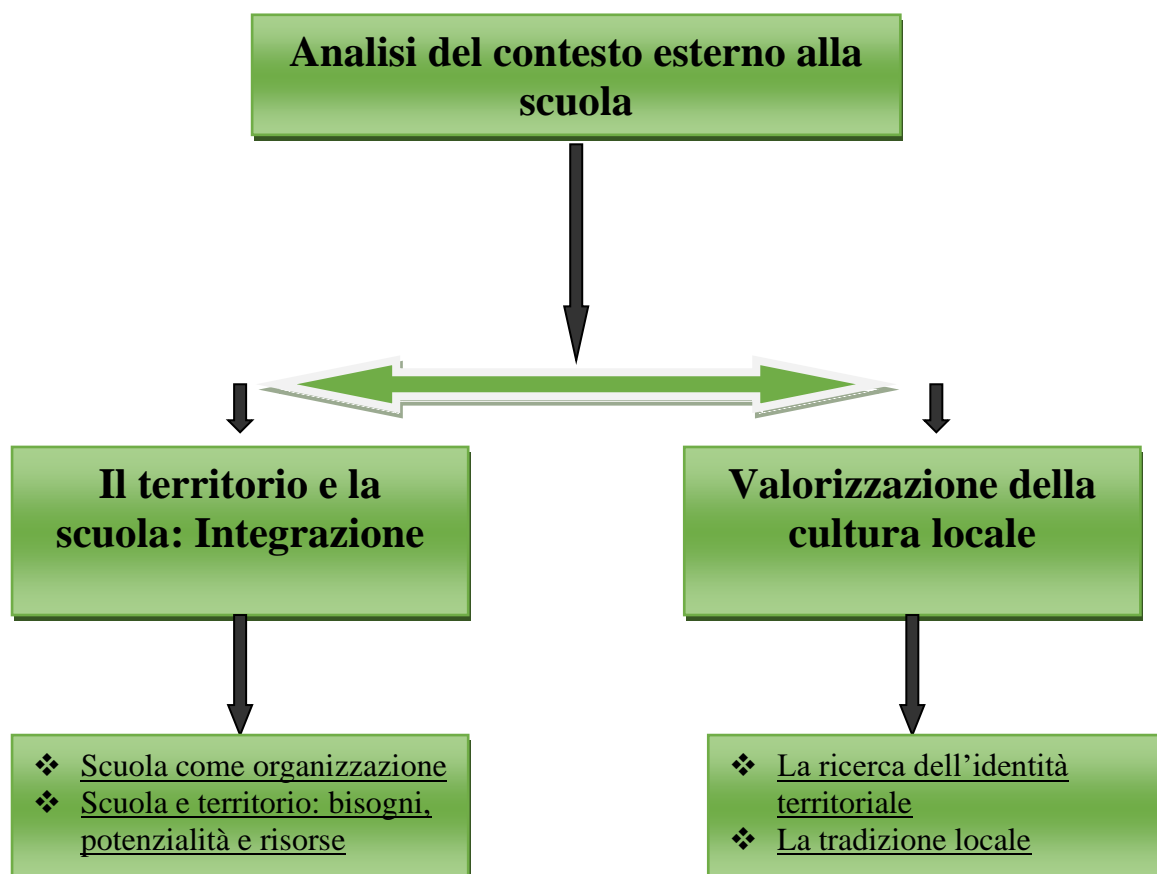 Analisi del contesto esterno alla
scuola
Il territorio e la
scuola: Integrazione
Valorizzazione della
cultura locale
❖ Scuola come organizzazione
❖ Scuola e territorio: bisogni,
potenzialità e risorse
❖ La ricerca dell’identità
territoriale
❖ La tradizione locale